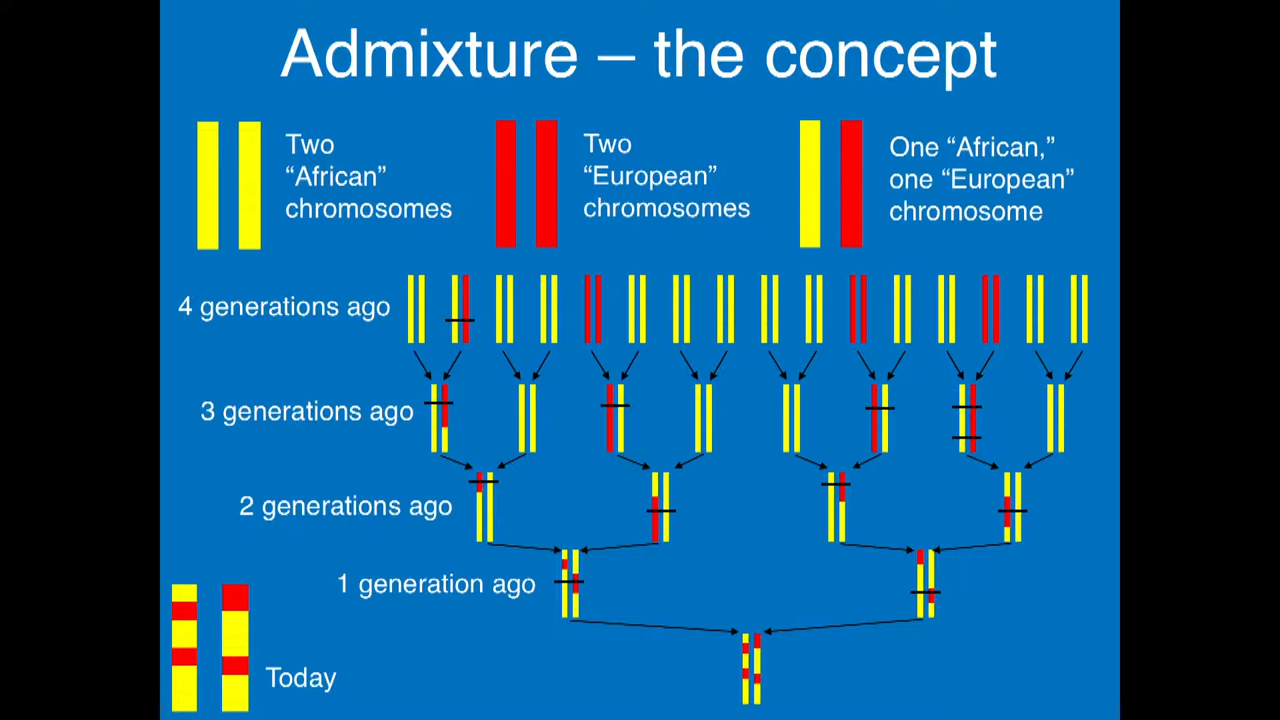 Admixture – the concept
Two
“African”
chromosomes
Two
“European”
chromosomes
One “African,”
one “European”
chromosome
4 generations ago
3 generations ago
2 generations ago
1 generation ago
Today